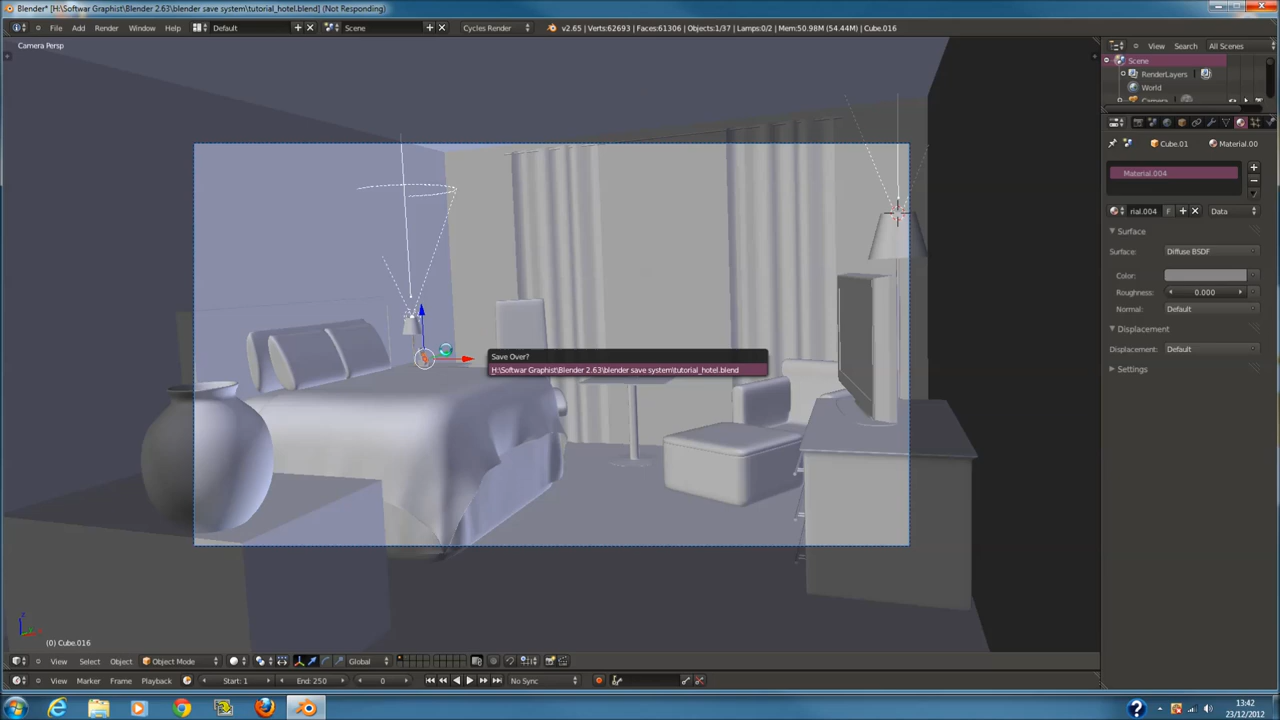 Blender* [H:\Softwar Graphist\Blender 2.63\blender save system\tutorial_hotel.blend] (Not Responding)
File Add Render Window Help Default Scene Cycles Render v2.65 | Verts:62693 | Faces:61306 | Objects:1/37 | Lamps:0/2 | Mem:50.98M (54.44M) | Cube.016
Camera Persp
View Search All Scenes
Scene
RenderLayers
World
Camera
Cube.01 Material.00
Material.004
rial.004 F Data
Surface
Surface: Diffuse BSDF
Color:
Roughness: 0.000
Normal: Default
Displacement
Displacement: Default
Settings
Save Over?
H:\Softwar Graphist\Blender 2.63\blender save system\tutorial_hotel.blend
(0) Cube.016
View Select Object Object Mode Global
View Marker Frame Playback Start: 1 End: 250 0 No Sync
13:42
23/12/2012